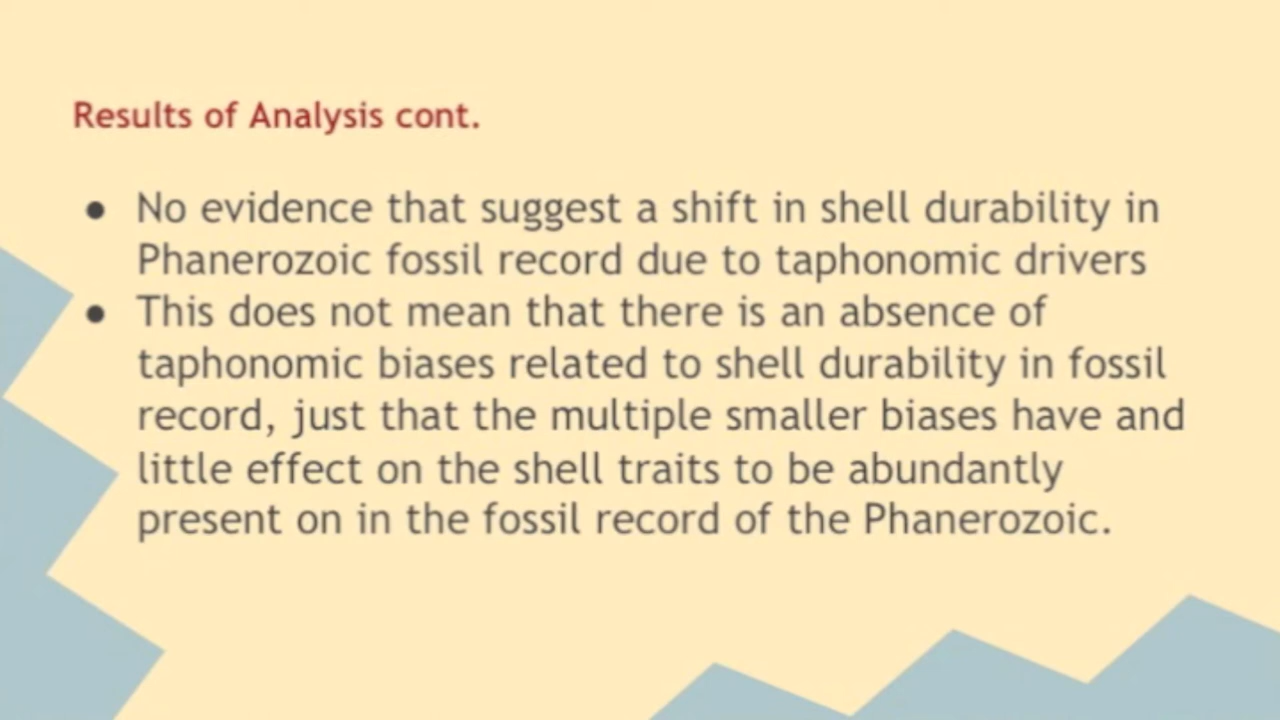 Results of Analysis cont.
● No evidence that suggest a shift in shell durability in
Phanerozoic fossil record due to taphonomic drivers
● This does not mean that there is an absence of
taphonomic biases related to shell durability in fossil
record, just that the multiple smaller biases have and
little effect on the shell traits to be abundantly
present on in the fossil record of the Phanerozoic.